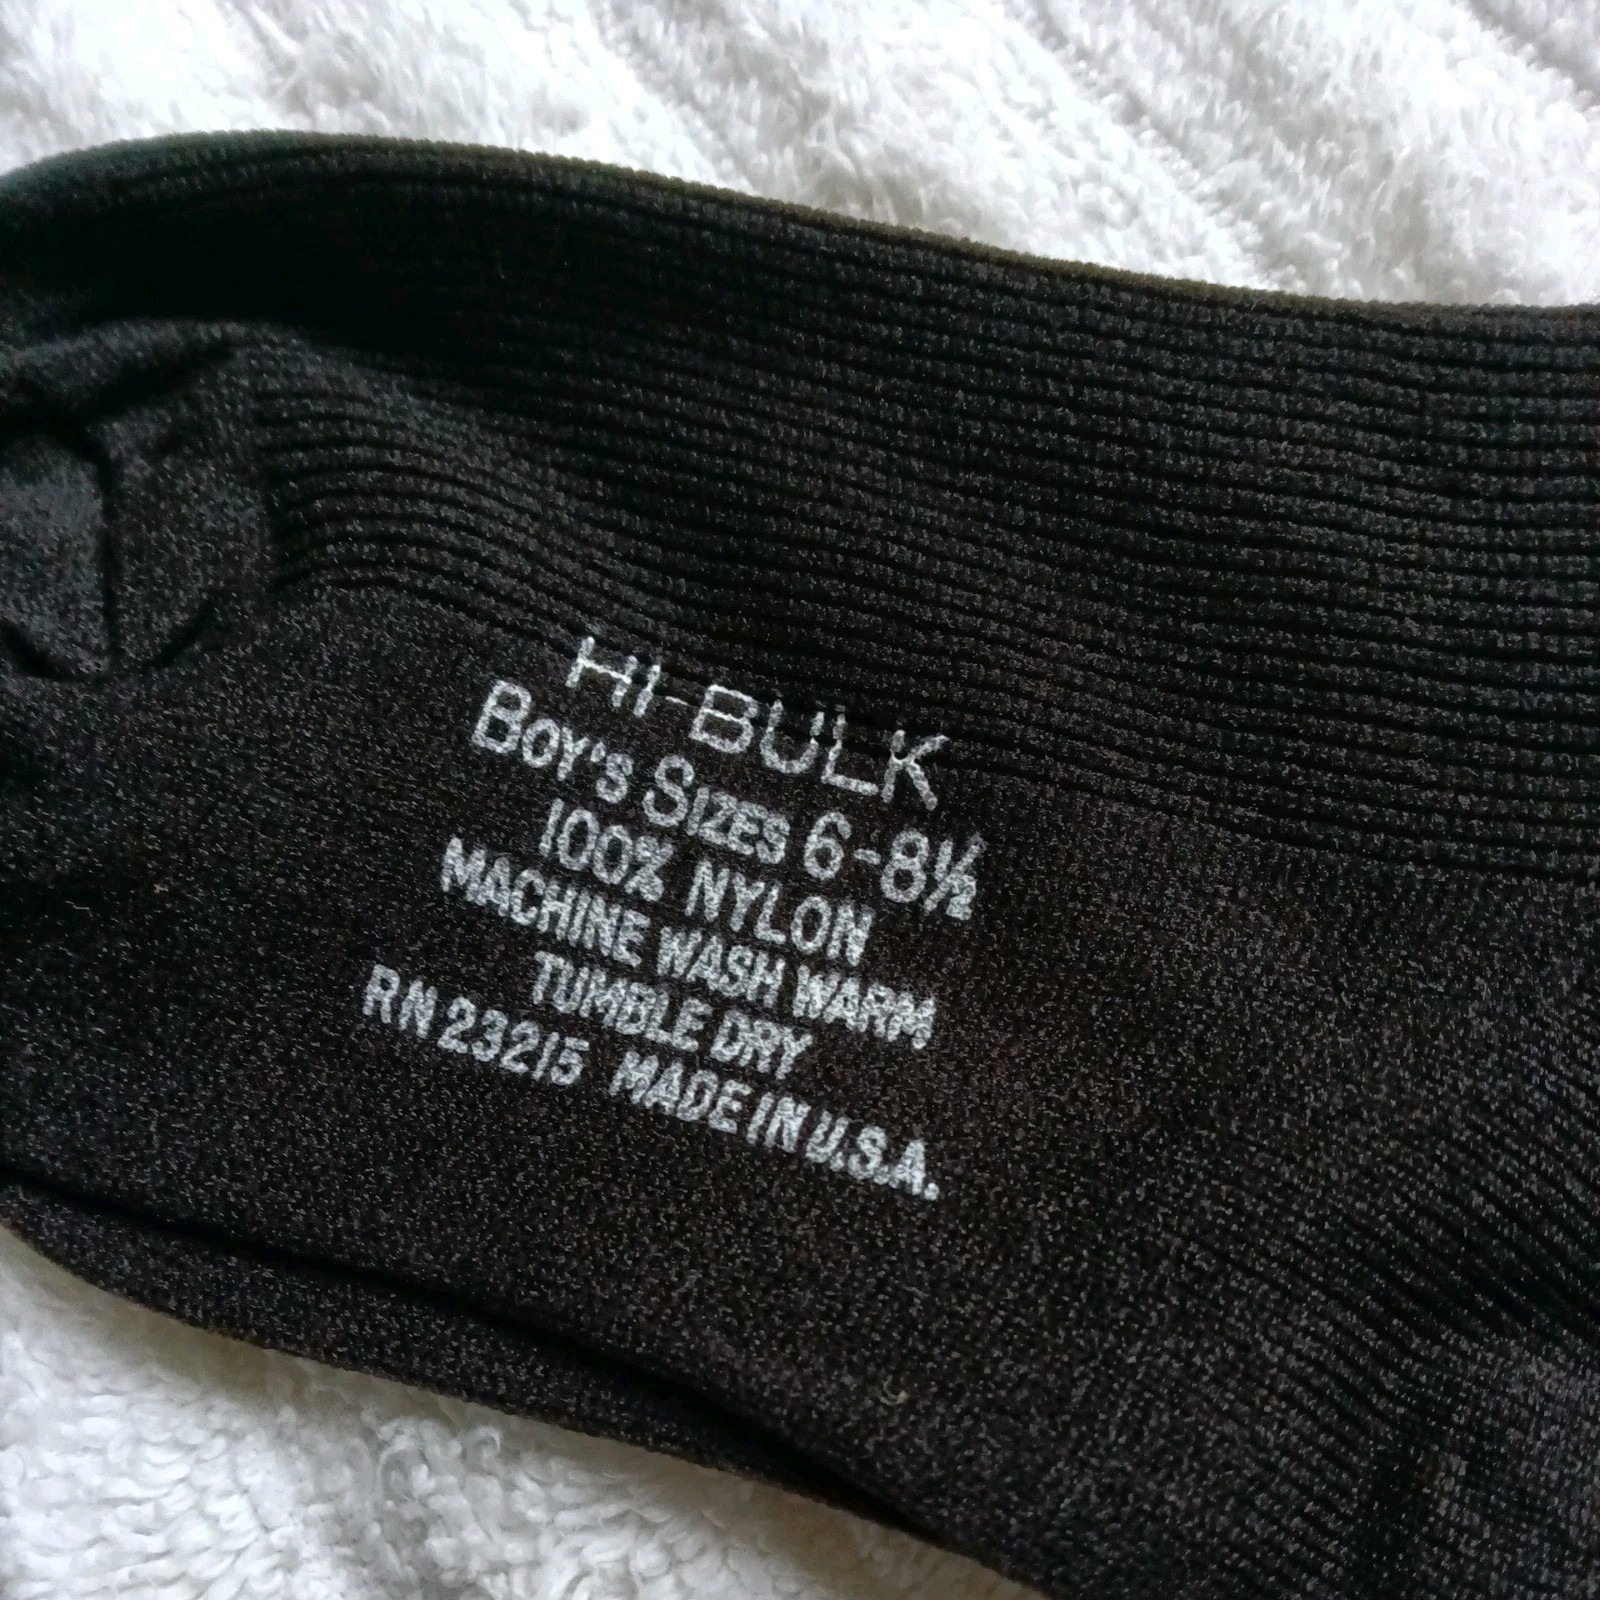 HI-BULK
BOY'S SIZES 6-8½
100% NYLON
MACHINE WASH WARM
TUMBLE DRY
RN 23215 MADE IN U.S.A.